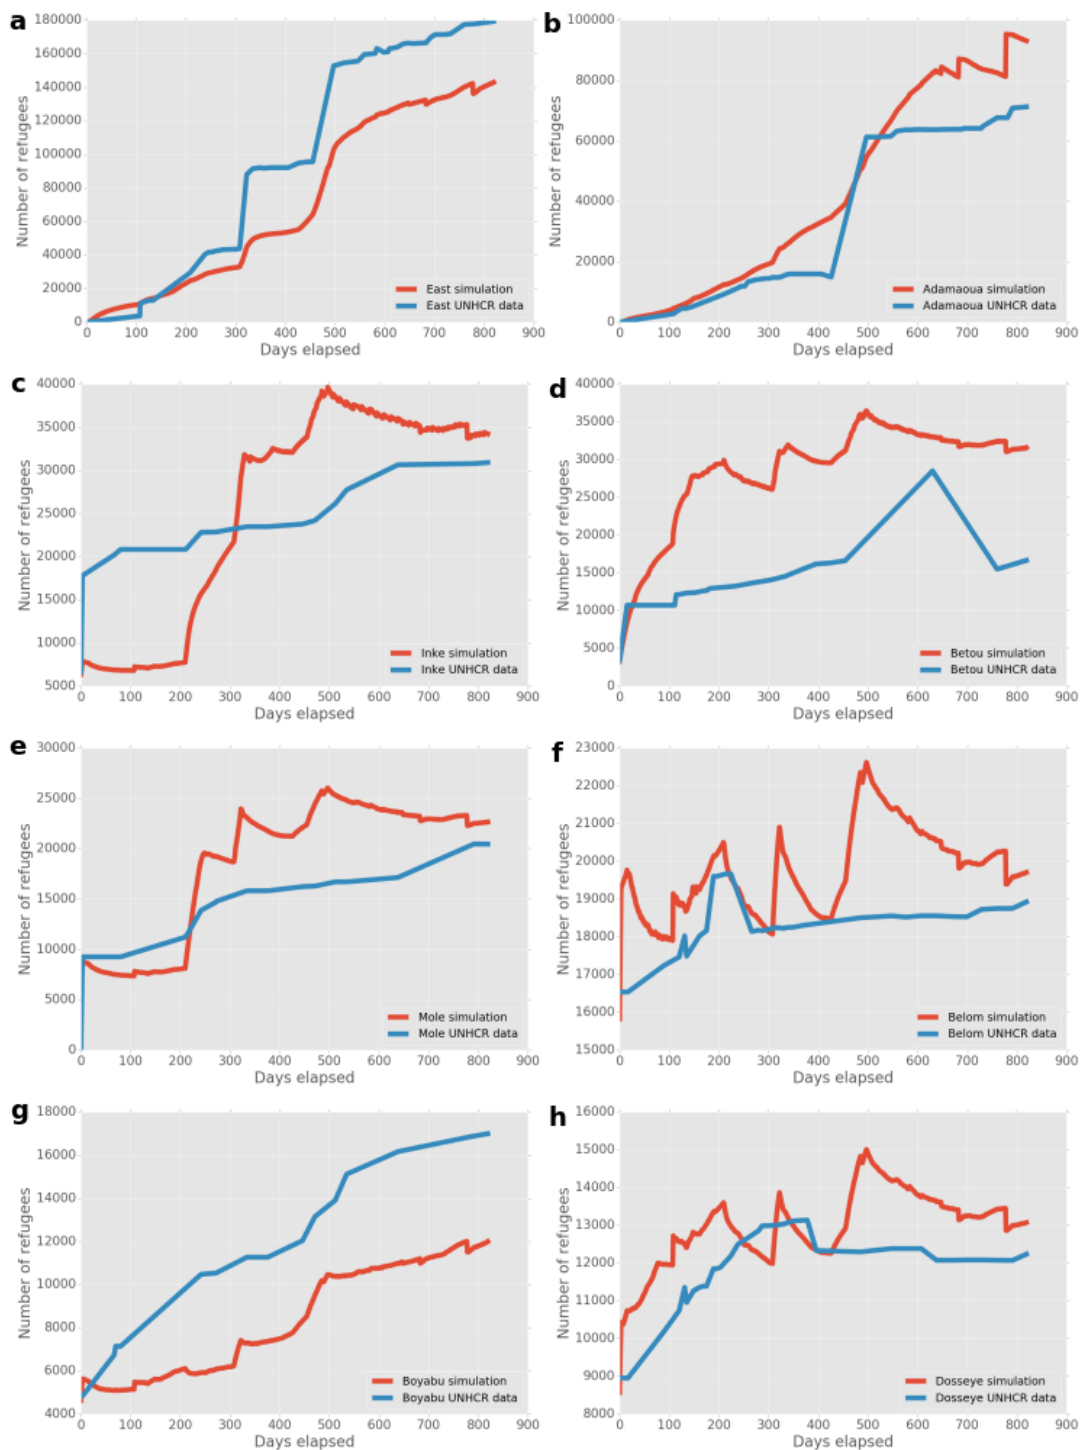 a
180000
160000
140000
120000
100000
80000
60000
40000
20000
0
Number of refugees
East simulation
East UNHCR data
0 100 200 300 400 500 600 700 800 900
Days elapsed
b
100000
80000
60000
40000
20000
0
Number of refugees
Adamaoua simulation
Adamaoua UNHCR data
0 100 200 300 400 500 600 700 800 900
Days elapsed
c
40000
35000
30000
25000
20000
15000
10000
5000
Number of refugees
Inke simulation
Inke UNHCR data
0 100 200 300 400 500 600 700 800 900
Days elapsed
d
40000
35000
30000
25000
20000
15000
10000
5000
0
Number of refugees
Betou simulation
Betou UNHCR data
0 100 200 300 400 500 600 700 800 900
Days elapsed
e
30000
25000
20000
15000
10000
5000
0
Number of refugees
Mole simulation
Mole UNHCR data
0 100 200 300 400 500 600 700 800 900
Days elapsed
f
23000
22000
21000
20000
19000
18000
17000
16000
15000
Number of refugees
Belom simulation
Belom UNHCR data
0 100 200 300 400 500 600 700 800 900
Days elapsed
g
18000
16000
14000
12000
10000
8000
6000
4000
Number of refugees
Boyabu simulation
Boyabu UNHCR data
0 100 200 300 400 500 600 700 800 900
Days elapsed
h
16000
15000
14000
13000
12000
11000
10000
9000
8000
Number of refugees
Dosseye simulation
Dosseye UNHCR data
0 100 200 300 400 500 600 700 800 900
Days elapsed